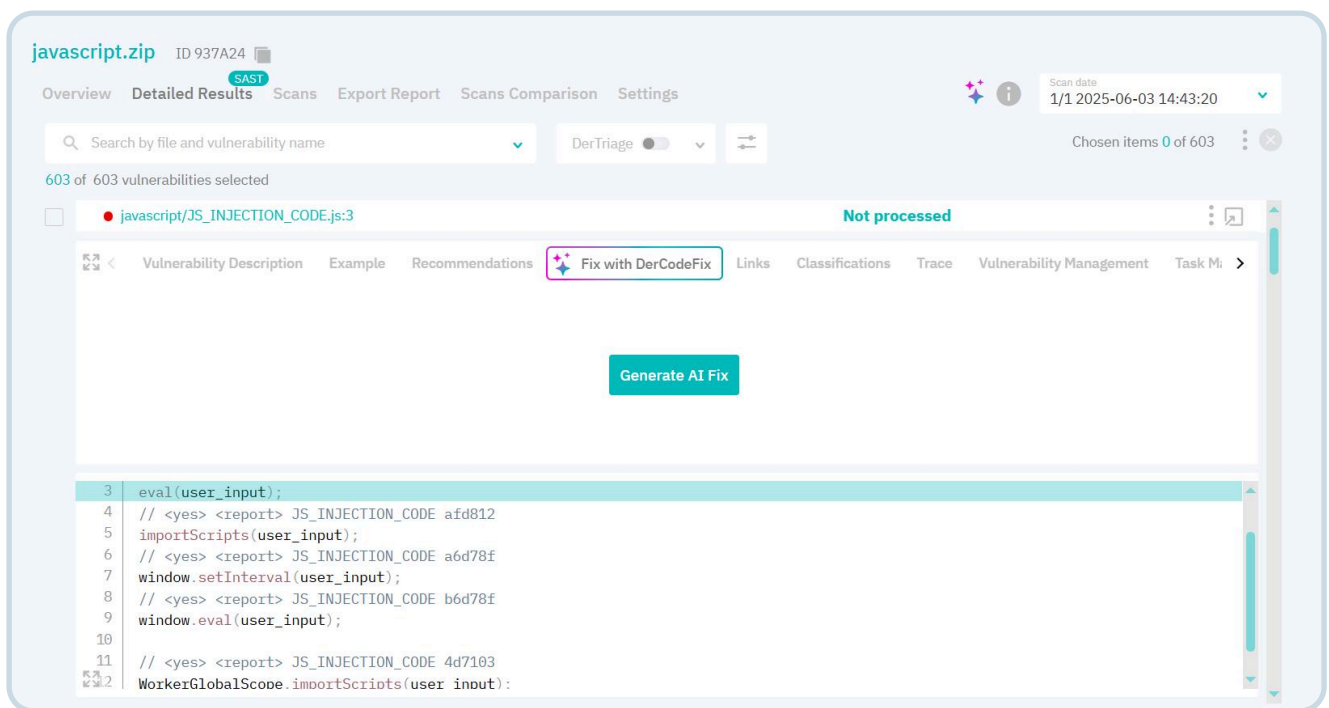 javascript.zip ID 937A24
SAST
Overview Detailed Results Scans Export Report Scans Comparison Settings
Scan date
1/1 2025-06-03 14:43:20
Search by file and vulnerability name
DerTriage
Chosen items 0 of 603
603 of 603 vulnerabilities selected
javascript/JS_INJECTION_CODE.js:3 Not processed
Vulnerability Description Example Recommendations Fix with DerCodeFix Links Classifications Trace Vulnerability Management Task M
Generate AI Fix
3 eval(user_input);
4 // <yes> <report> JS_INJECTION_CODE afd812
5 importScripts(user_input);
6 // <yes> <report> JS_INJECTION_CODE a6d78f
7 window.setInterval(user_input);
8 // <yes> <report> JS_INJECTION_CODE b6d78f
9 window.eval(user_input);
10
11 // <yes> <report> JS_INJECTION_CODE 4d7103
12 WorkerGlobalScope.importScripts(user_input);